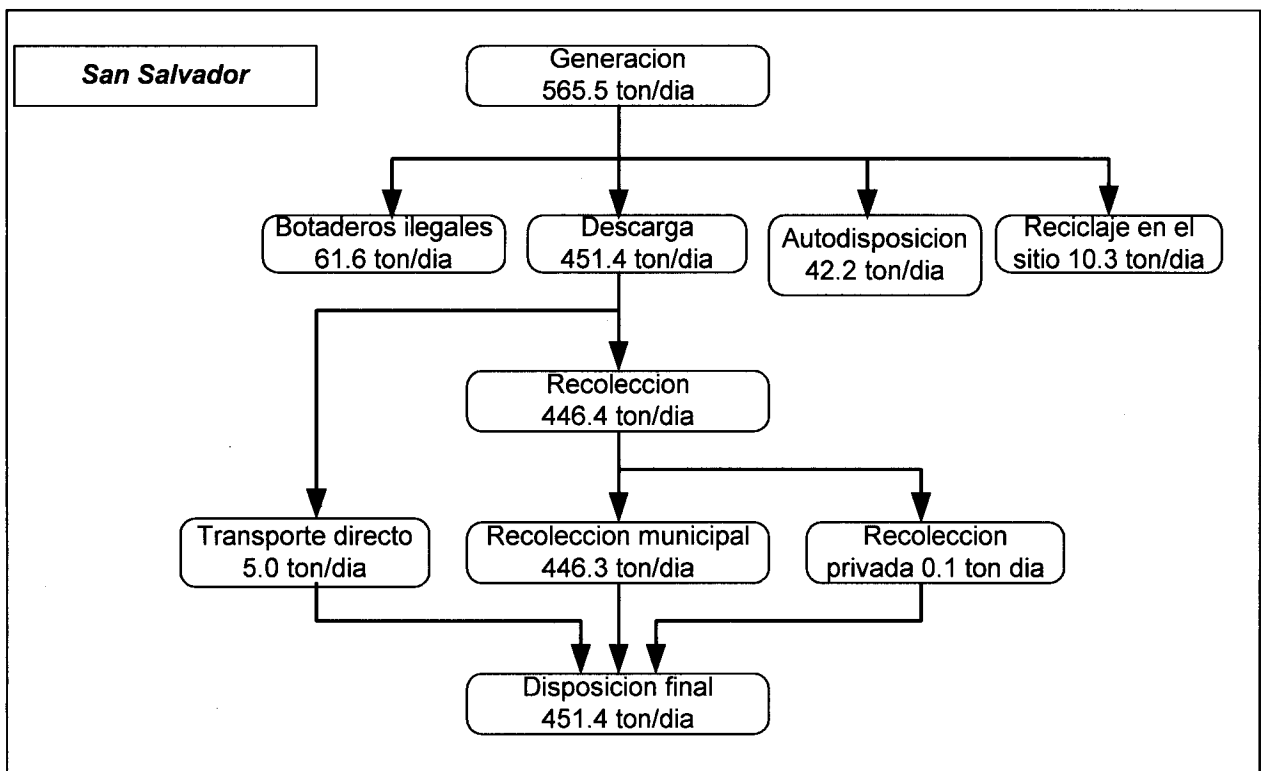 San Salvador
Generacion
565.5 ton/dia
Botaderos ilegales
61.6 ton/dia
Descarga
451.4 ton/dia
Autodisposicion
42.2 ton/dia
Reciclaje en el
sitio 10.3 ton/dia
Recoleccion
446.4 ton/dia
Transporte directo
5.0 ton/dia
Recoleccion municipal
446.3 ton/dia
Recoleccion
privada 0.1 ton dia
Disposicion final
451.4 ton/dia